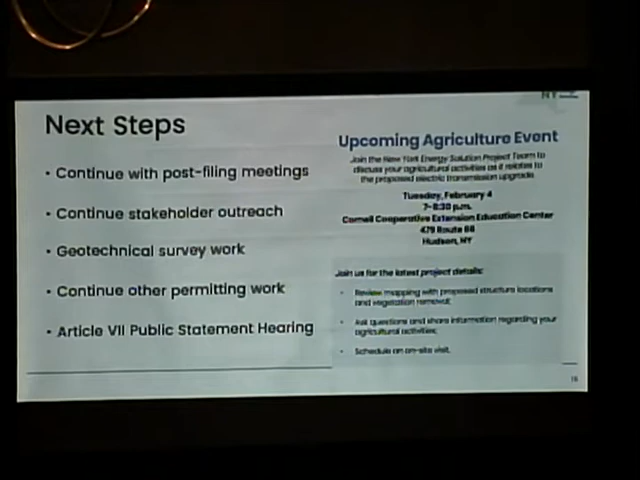 NY
Next Steps
• Continue with post-filing meetings
• Continue stakeholder outreach
• Geotechnical survey work
• Continue other permitting work
• Article VII Public Statement Hearing
Upcoming Agriculture Event
Join the New York Energy Solution Project Team to
discuss your agricultural activities as it relates to
the proposed electric transmission upgrade.
Tuesday, February 4
7-8:30 p.m.
Cornell Cooperative Extension Education Center
479 Route 66
Hudson, NY
Join us for the latest project details:
• Review mapping with proposed structure locations
and vegetation removal;
• Ask questions and share information regarding your
agricultural activities;
• Schedule an on-site visit.